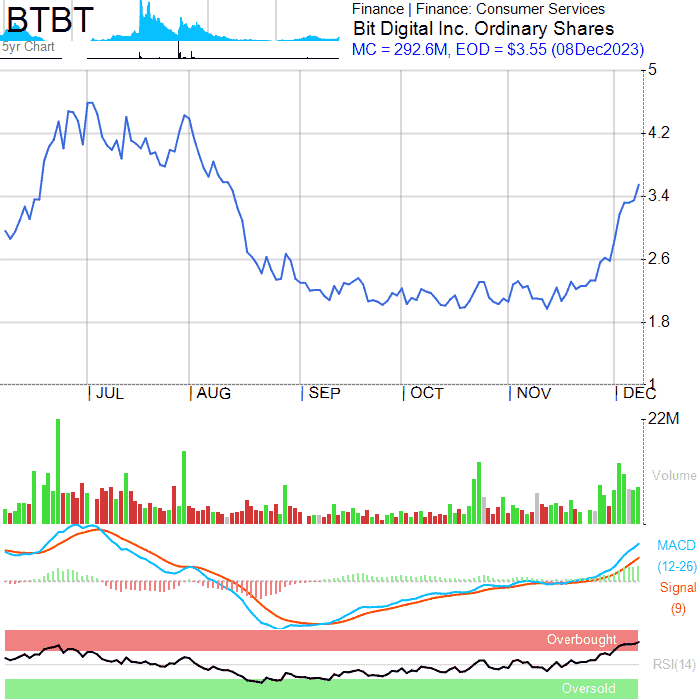 BTBT
5yr Chart
Finance | Finance: Consumer Services
Bit Digital Inc. Ordinary Shares
MC = 292.6M, EOD = $3.55 (08Dec2023)
5
4.2
3.4
2.6
1.8
1
JUL AUG SEP OCT NOV DEC
22M
Volume
MACD
(12-26)
Signal
(9)
Overbought
RSI(14)
Oversold